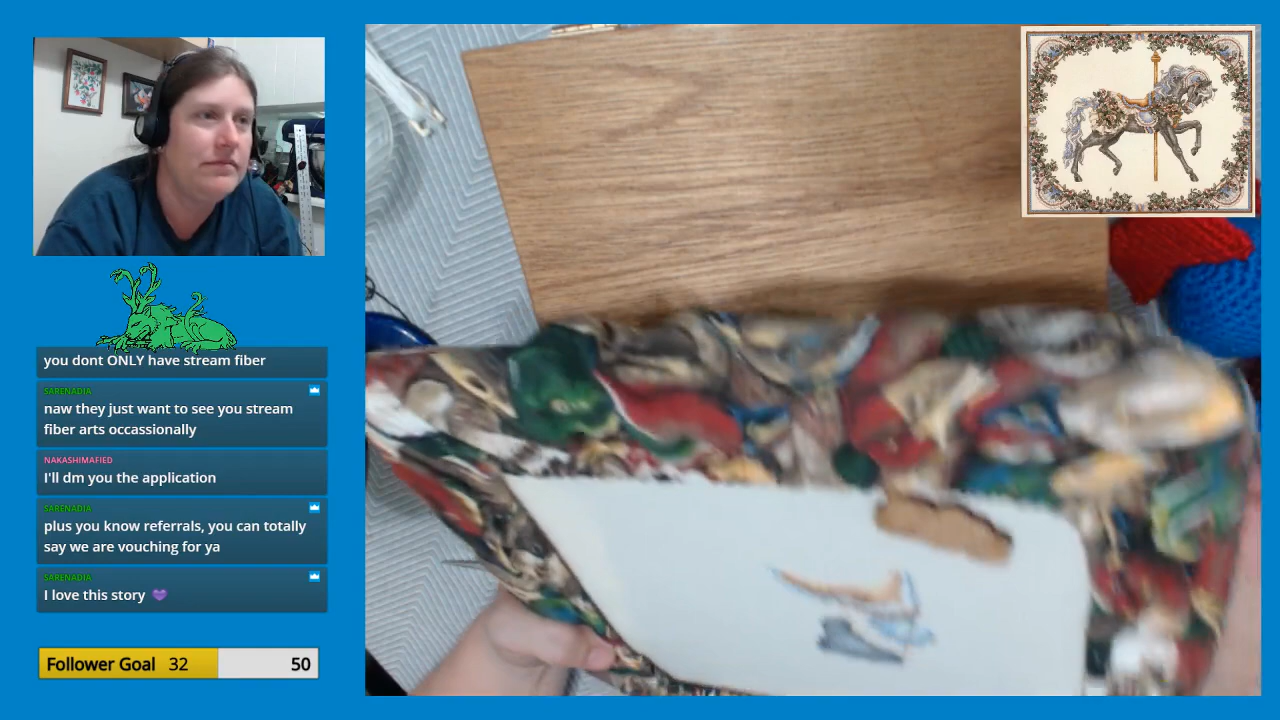 you dont ONLY have stream fiber
SARENADIA
naw they just want to see you stream
fiber arts occassionally
NAKASHIMAFIED
I'll dm you the application
SARENADIA
plus you know referrals, you can totally
say we are vouching for ya
SARENADIA
I love this story
Follower Goal 32 50